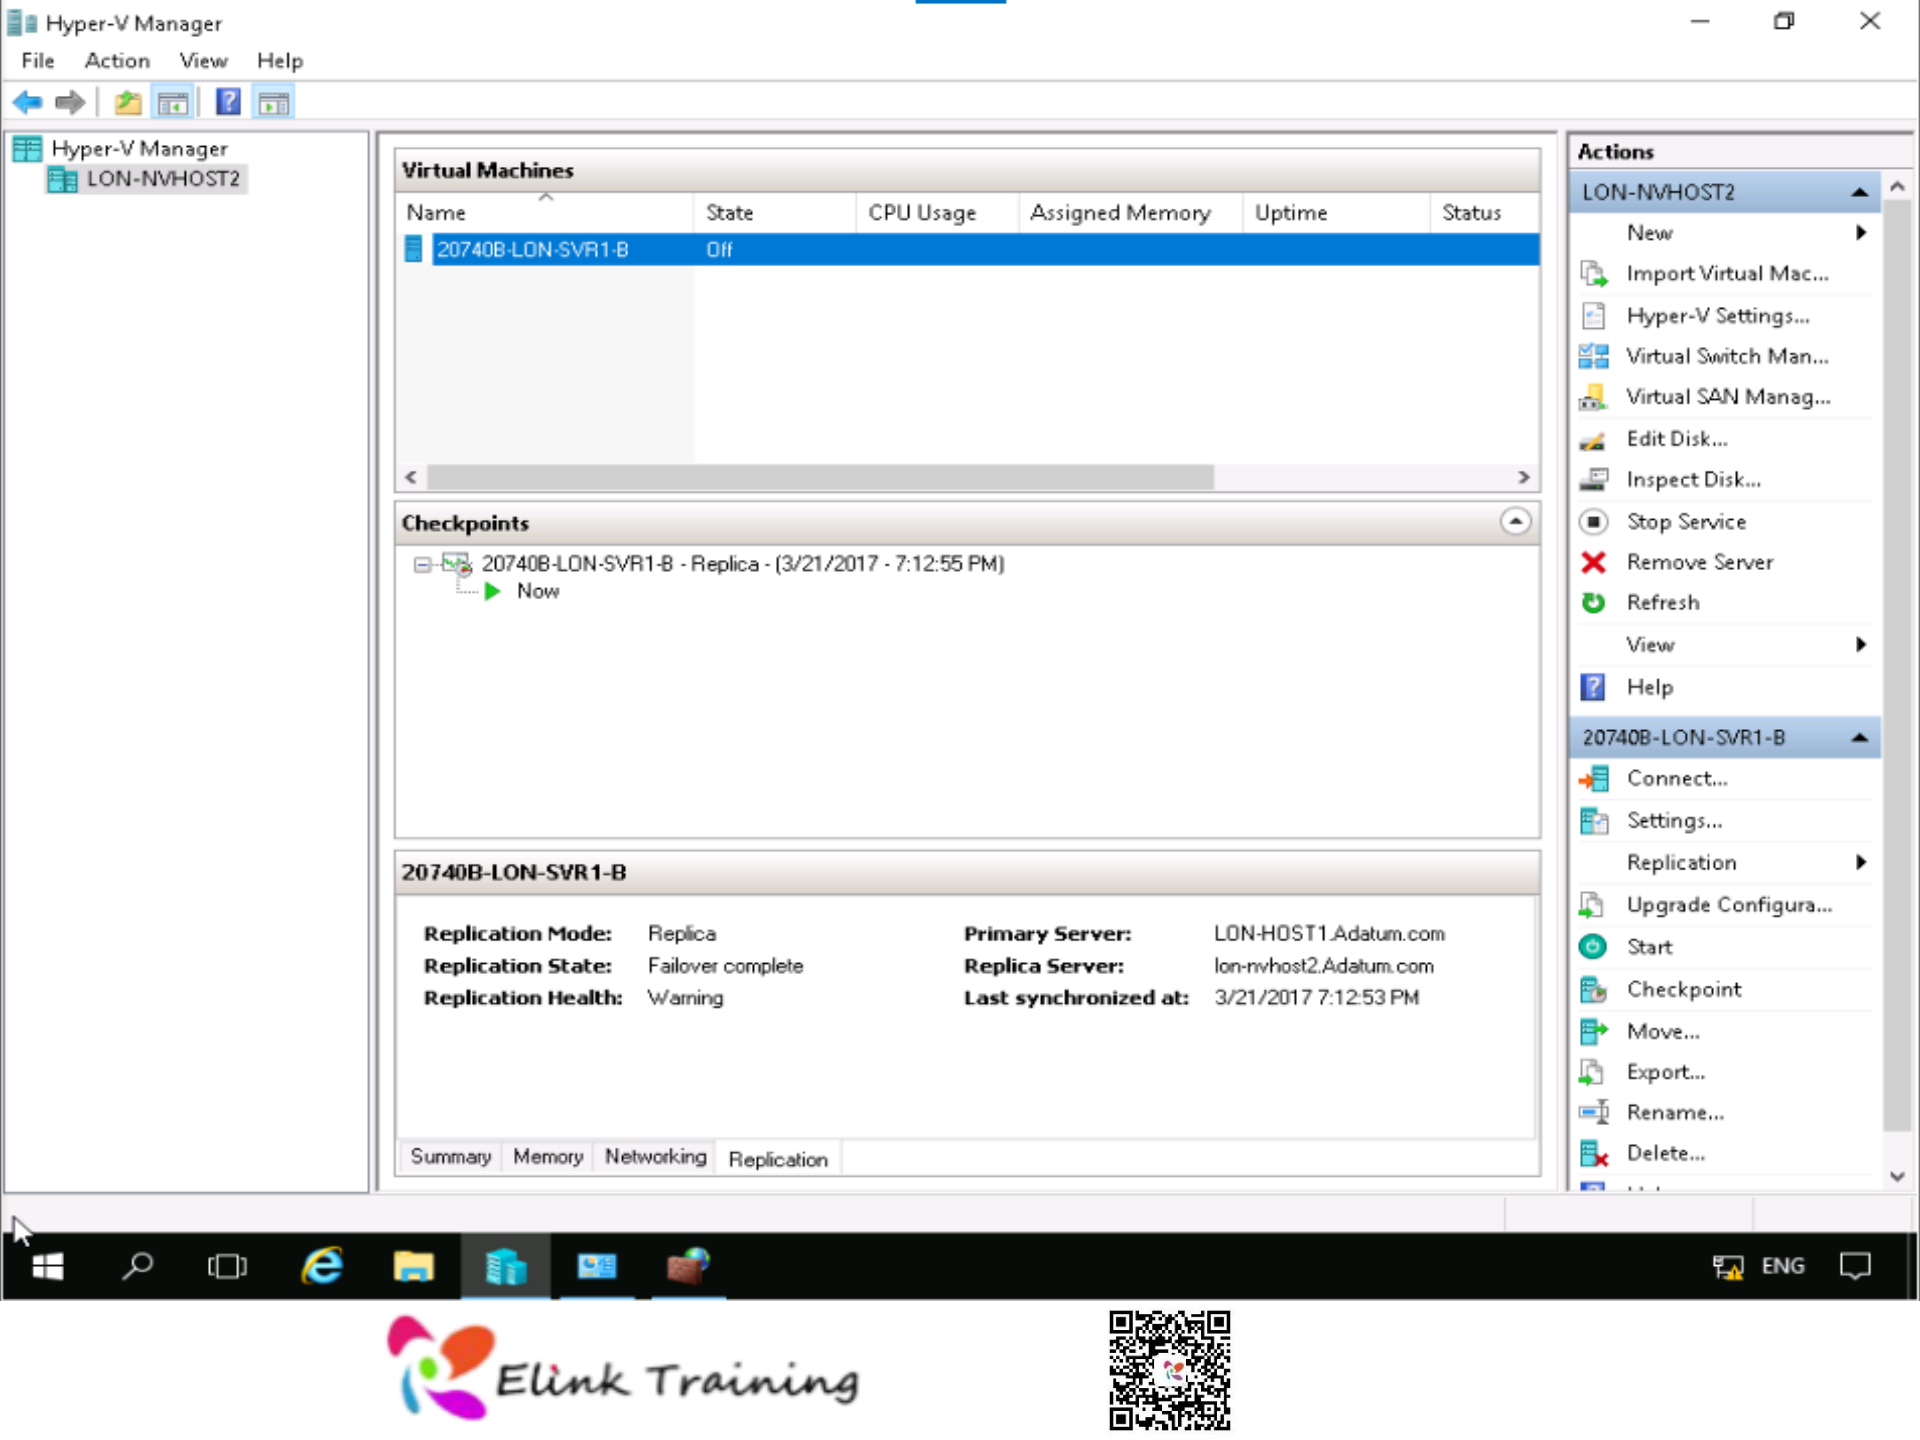 Hyper-V Manager
File Action View Help
Hyper-V Manager
LON-NVHOST2
Virtual Machines
Name State CPU Usage Assigned Memory Uptime Status
20740B-LON-SVR1-B Off
Checkpoints
20740B-LON-SVR1-B - Replica - (3/21/2017 - 7:12:55 PM)
Now
20740B-LON-SVR1-B
Replication Mode: Replica Primary Server: LON-HOST1.Adatum.com
Replication State: Failover complete Replica Server: lon-nvhost2.Adatum.com
Replication Health: Warning Last synchronized at: 3/21/2017 7:12:53 PM
Summary Memory Networking Replication
Actions
LON-NVHOST2
New
Import Virtual Mac...
Hyper-V Settings...
Virtual Switch Man...
Virtual SAN Manag...
Edit Disk...
Inspect Disk...
Stop Service
Remove Server
Refresh
View
Help
20740B-LON-SVR1-B
Connect...
Settings...
Replication
Upgrade Configura...
Start
Checkpoint
Move...
Export...
Rename...
Delete...
ENG
Elink Training